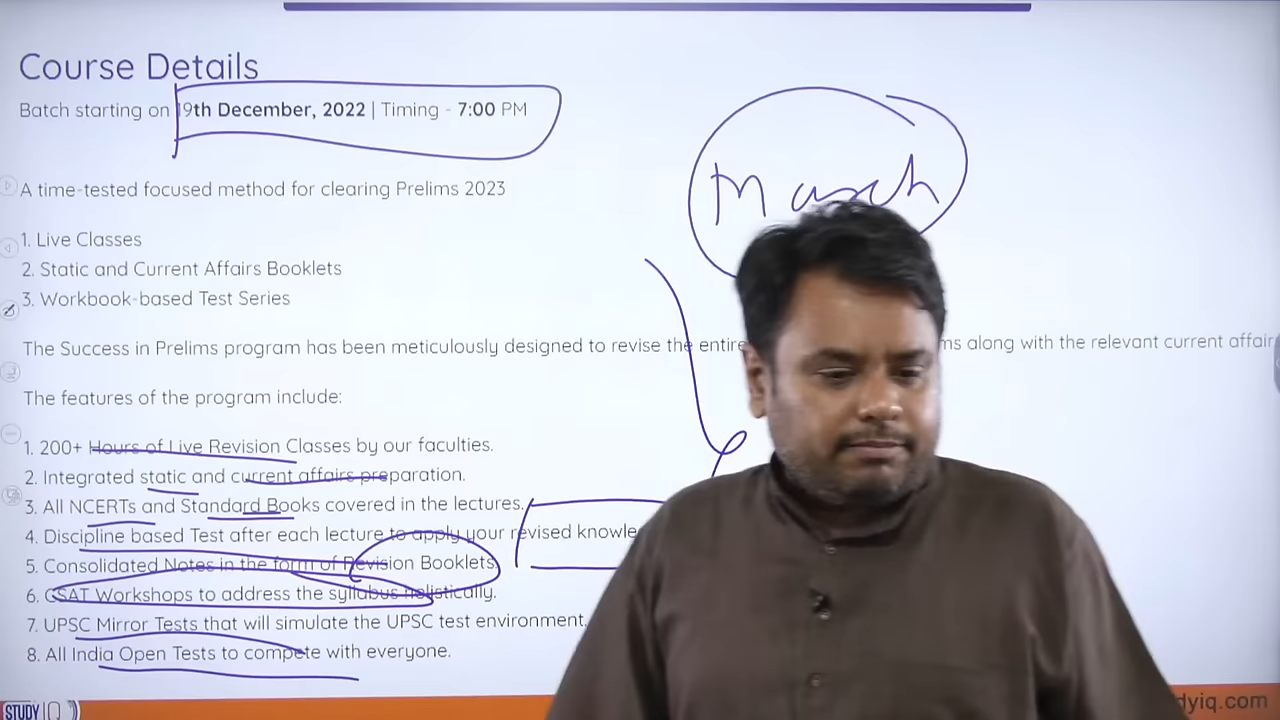 Course Details
Batch starting on 19th December, 2022 | Timing - 7:00 PM
March
A time-tested focused method for clearing Prelims 2023
1. Live Classes
2. Static and Current Affairs Booklets
3. Workbook-based Test Series
The Success in Prelims program has been meticulously designed to revise the entire ms along with the relevant current affair
The features of the program include:
1. 200+ Hours of Live Revision Classes by our faculties.
2. Integrated static and current affairs preparation.
3. All NCERTs and Standard Books covered in the lectures.
4. Discipline based Test after each lecture to apply your revised knowle
5. Consolidated Notes in the form of Revision Booklets
6. CSAT Workshops to address the syllabus holistically.
7. UPSC Mirror Tests that will simulate the UPSC test environment.
8. All India Open Tests to compete with everyone.
STUDY IQ
dyiq.com